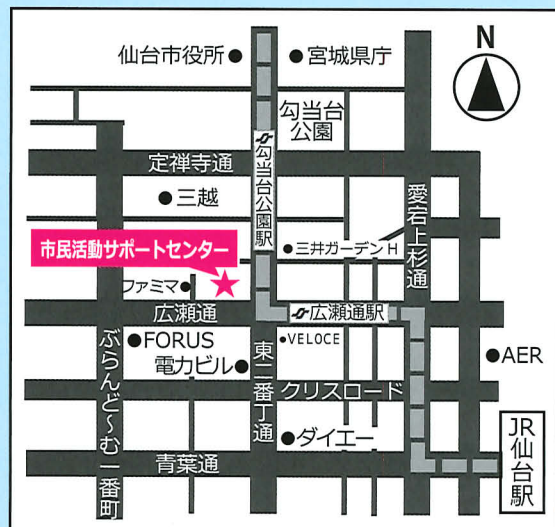 仙台市役所
宮城県庁
N
勾当台
公園
定禅寺通
勾当台公園駅
愛宕上杉通
三越
市民活動サポートセンター
三井ガーデンH
ファミマ
広瀬通
広瀬通駅
FORUS
VELOCE
電力ビル
AER
ぶらんど～む一番町
東二番丁通
クリスロード
ダイエー
青葉通
JR仙台駅